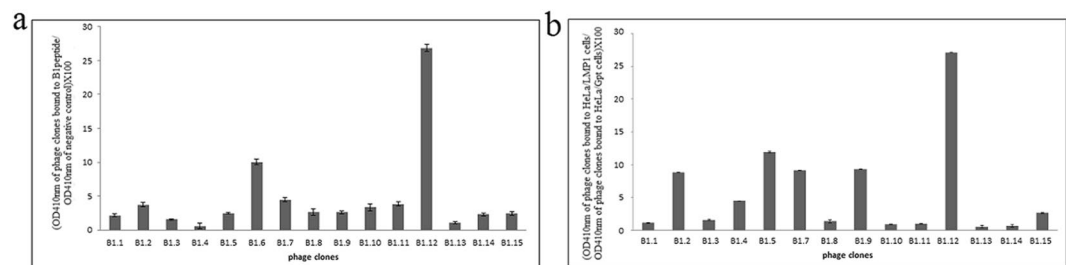 a
(OD410nm of phage clones bound to B1peptide/
OD410nm of negative control)X100
30
25
20
15
10
5
0
B1.1 B1.2 B1.3 B1.4 B1.5 B1.6 B1.7 B1.8 B1.9 B1.10 B1.11 B1.12 B1.13 B1.14 B1.15
phage clones
b
(OD410nm of phage clones bound to HeLa/LMP1 cells/
OD410nm of phage clones bound to HeLa/Gpt cells)X100
30
25
20
15
10
5
0
B1.1 B1.2 B1.3 B1.4 B1.5 B1.7 B1.8 B1.9 B1.10 B1.11 B1.12 B1.13 B1.14 B1.15
phage clones